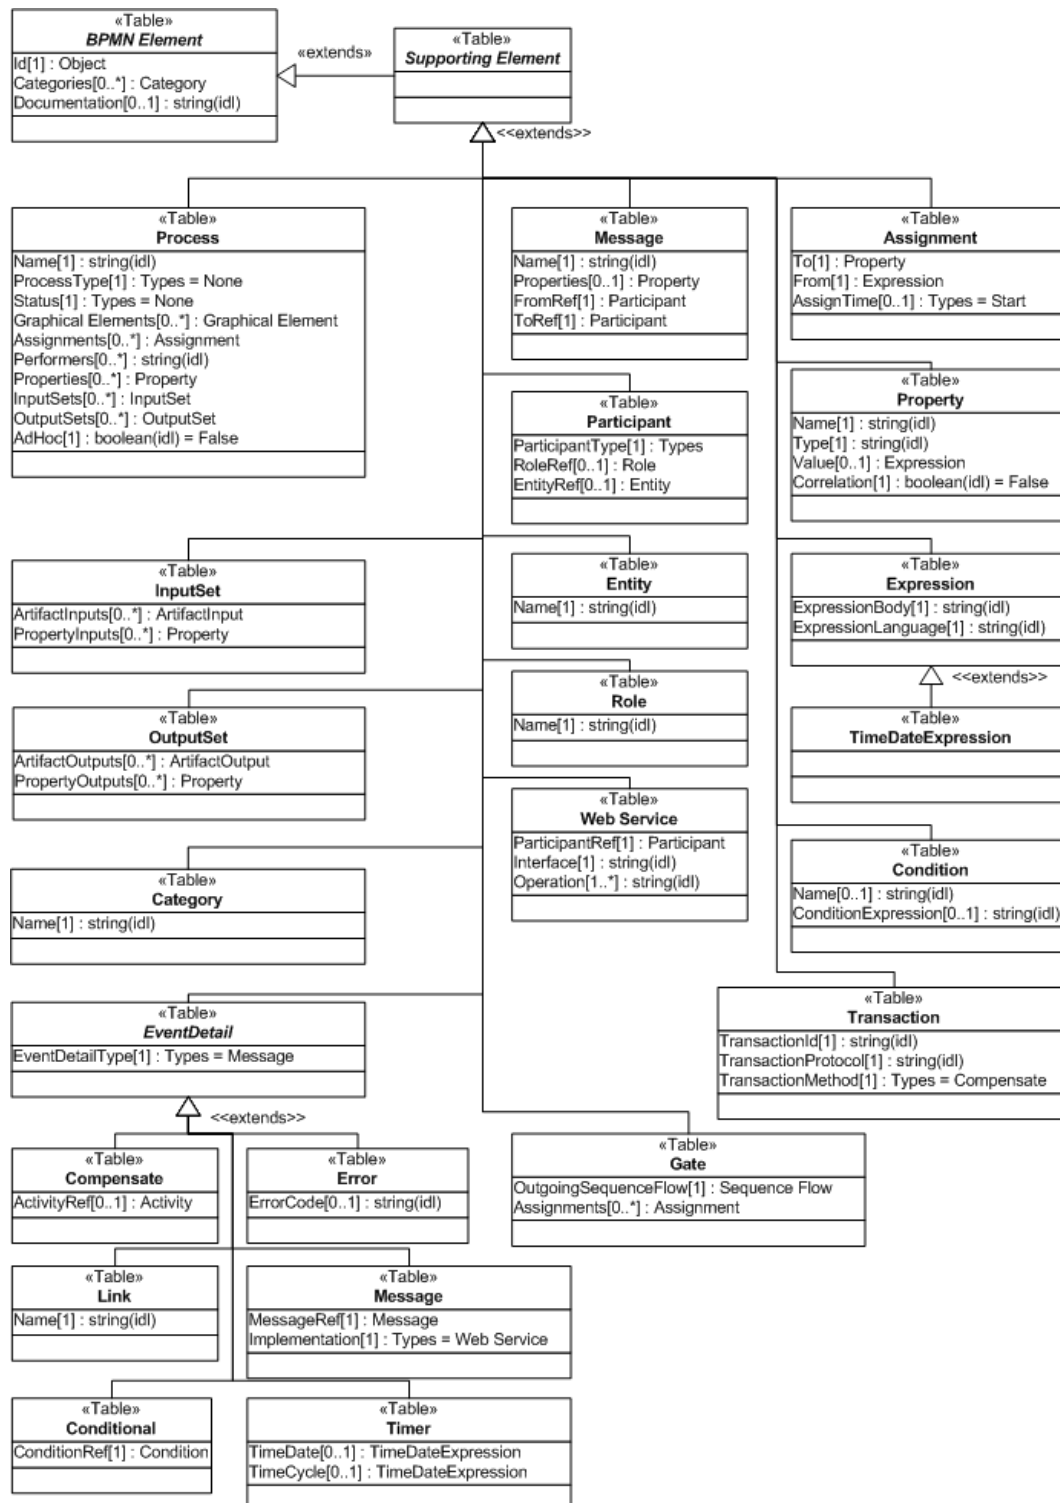 «Table»
BPMN Element
Id[1] : Object
Categories[0..*] : Category
Documentation[0..1] : string(idl)
«extends»
«Table»
Supporting Element
<<extends>>
«Table»
Process
Name[1] : string(idl)
ProcessType[1] : Types = None
Status[1] : Types = None
Graphical Elements[0..*] : Graphical Element
Assignments[0..*] : Assignment
Performers[0..*] : string(idl)
Properties[0..*] : Property
InputSets[0..*] : InputSet
OutputSets[0..*] : OutputSet
AdHoc[1] : boolean(idl) = False
«Table»
Message
Name[1] : string(idl)
Properties[0..1] : Property
FromRef[1] : Participant
ToRef[1] : Participant
«Table»
Assignment
To[1] : Property
From[1] : Expression
AssignTime[0..1] : Types = Start
«Table»
Participant
ParticipantType[1] : Types
RoleRef[0..1] : Role
EntityRef[0..1] : Entity
«Table»
Property
Name[1] : string(idl)
Type[1] : string(idl)
Value[0..1] : Expression
Correlation[1] : boolean(idl) = False
«Table»
InputSet
ArtifactInputs[0..*] : ArtifactInput
PropertyInputs[0..*] : Property
«Table»
Entity
Name[1] : string(idl)
«Table»
Expression
ExpressionBody[1] : string(idl)
ExpressionLanguage[1] : string(idl)
<<extends>>
«Table»
OutputSet
ArtifactOutputs[0..*] : ArtifactOutput
PropertyOutputs[0..*] : Property
«Table»
Role
Name[1] : string(idl)
«Table»
TimeDateExpression
«Table»
Web Service
ParticipantRef[1] : Participant
Interface[1] : string(idl)
Operation[1..*] : string(idl)
«Table»
Category
Name[1] : string(idl)
«Table»
Condition
Name[0..1] : string(idl)
ConditionExpression[0..1] : string(idl)
«Table»
EventDetail
EventDetailType[1] : Types = Message
<<extends>>
«Table»
Transaction
TransactionId[1] : string(idl)
TransactionProtocol[1] : string(idl)
TransactionMethod[1] : Types = Compensate
«Table»
Compensate
ActivityRef[0..1] : Activity
«Table»
Error
ErrorCode[0..1] : string(idl)
«Table»
Gate
OutgoingSequenceFlow[1] : Sequence Flow
Assignments[0..*] : Assignment
«Table»
Link
Name[1] : string(idl)
«Table»
Message
MessageRef[1] : Message
Implementation[1] : Types = Web Service
«Table»
Conditional
ConditionRef[1] : Condition
«Table»
Timer
TimeDate[0..1] : TimeDateExpression
TimeCycle[0..1] : TimeDateExpression